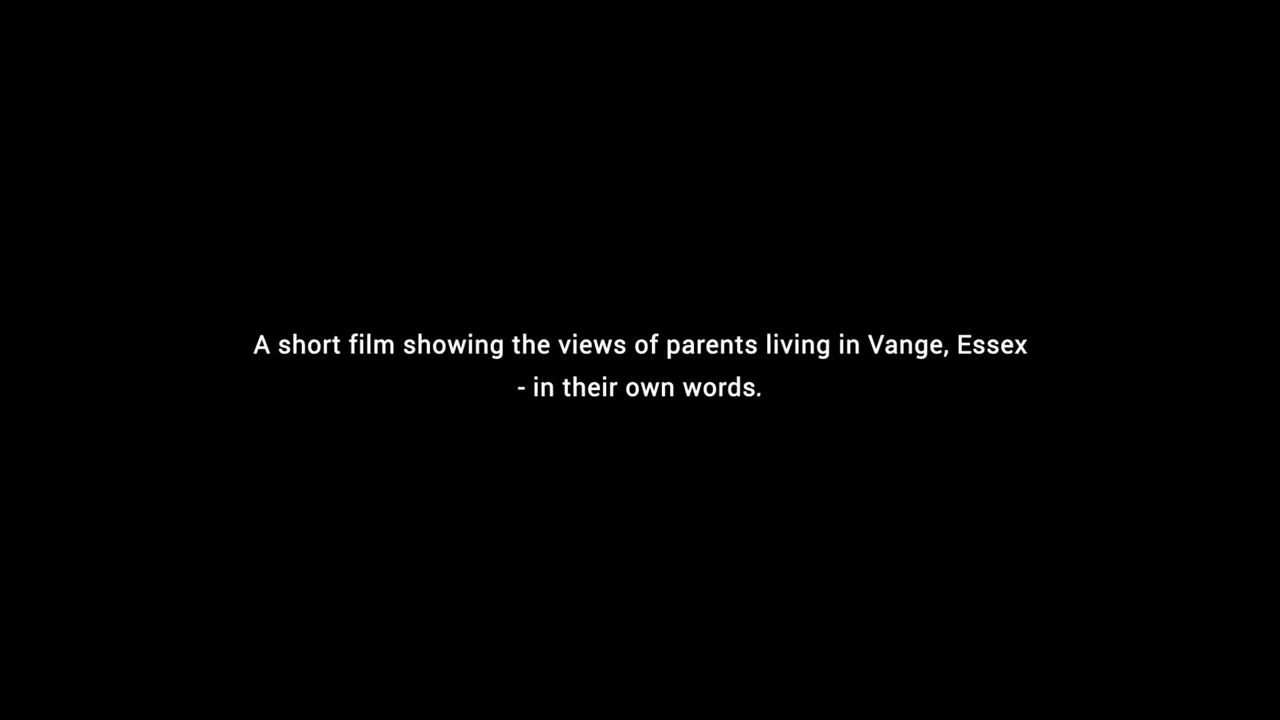 A short film showing the views of parents living in Vange, Essex
- in their own words.